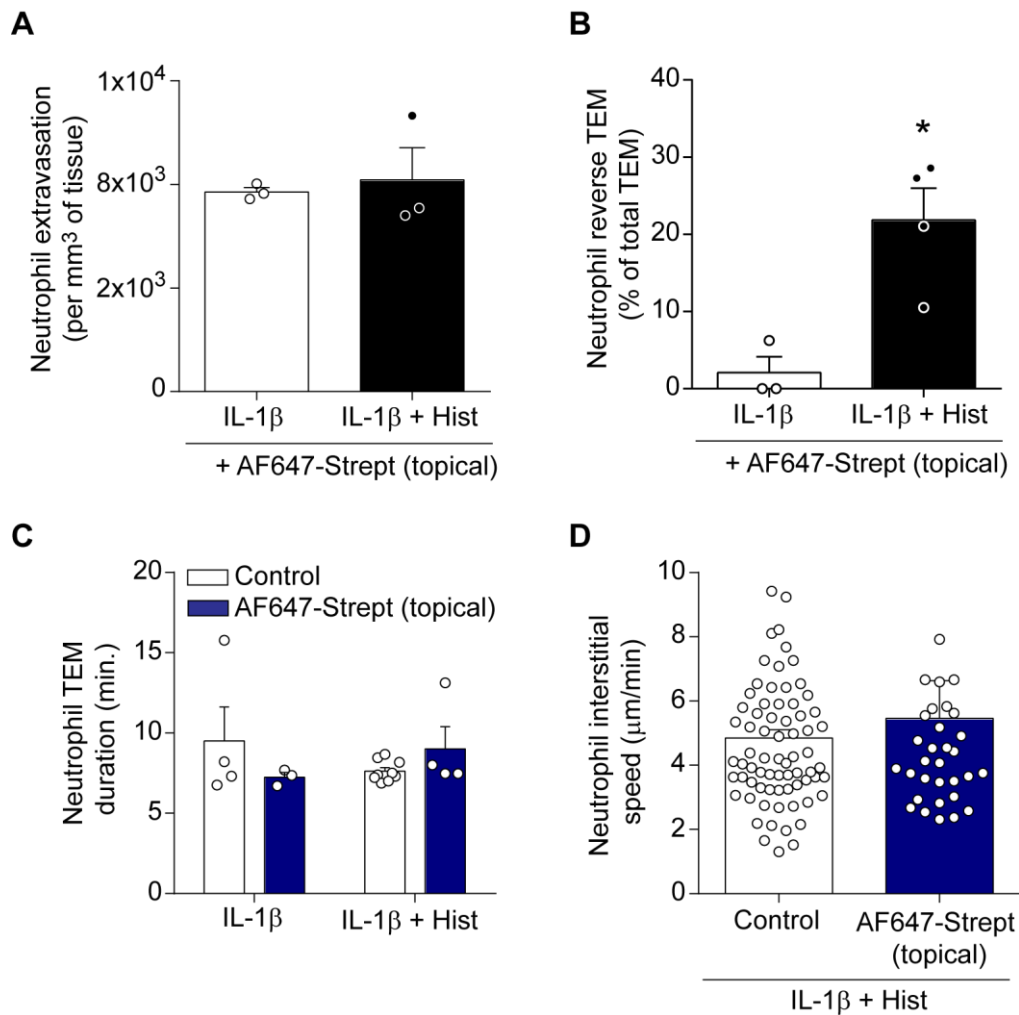 A
Neutrophil extravasation
(per mm³ of tissue)
1x10⁴
8x10³
2x10³
0
IL-1β
IL-1β + Hist
+ AF647-Strept (topical)
B
Neutrophil reverse TEM
(% of total TEM)
40
30
20
10
0
*
IL-1β
IL-1β + Hist
+ AF647-Strept (topical)
C
Neutrophil TEM
duration (min.)
20
15
10
5
0
Control
AF647-Strept (topical)
IL-1β
IL-1β + Hist
D
Neutrophil interstitial
speed (μm/min)
10
8
6
4
2
0
Control
AF647-Strept
(topical)
IL-1β + Hist